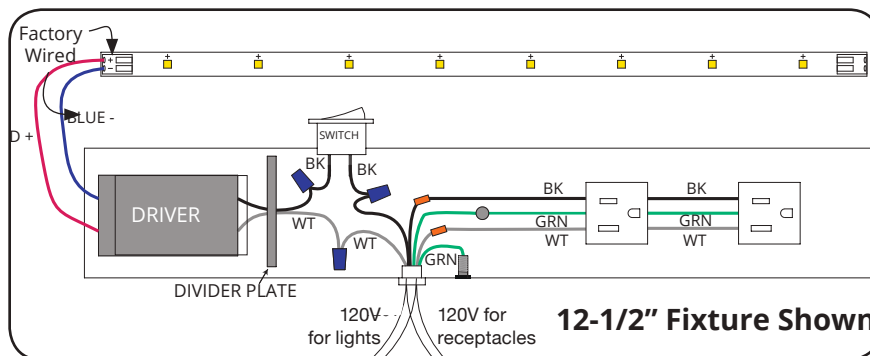 Factory
Wired
+
−
+ + + + + + + +
BLUE -
D +
SWITCH
BK
BK
BK
BK
DRIVER
WT
WT
GRN
WT
GRN
WT
GRN
DIVIDER PLATE
120V
for lights
120V for
receptacles
12-1/2” Fixture Shown